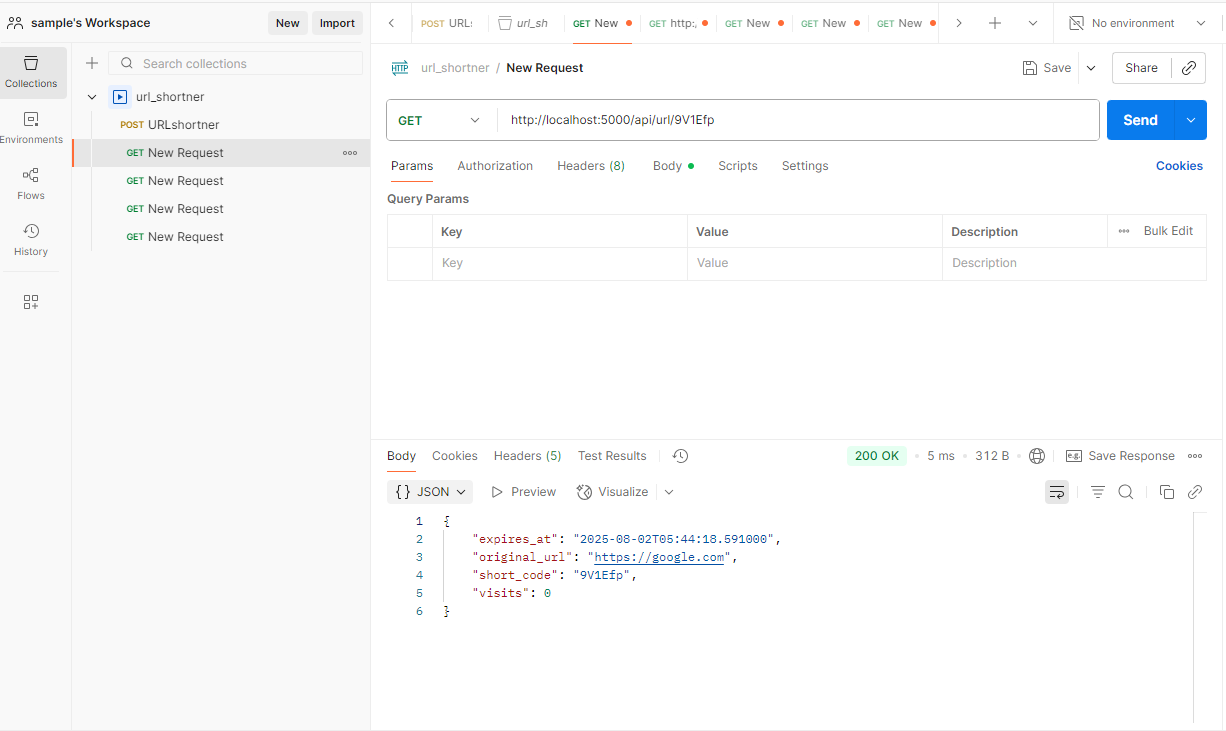 sample's Workspace New Import
POST URL: url_sh GET New GET http:, GET New GET New GET New No environment
Collections
Environments
Flows
History
Search collections
url_shortner
POST URLshortner
GET New Request
GET New Request
GET New Request
GET New Request
HTTP url_shortner / New Request Save Share
GET http://localhost:5000/api/url/9V1Efp Send
Params Authorization Headers (8) Body Scripts Settings Cookies
Query Params
Key Value Description Bulk Edit
Key Value Description
Body Cookies Headers (5) Test Results 200 OK 5 ms 312 B e.g. Save Response
{} JSON Preview Visualize
1 {
2 "expires_at": "2025-08-02T05:44:18.591000",
3 "original_url": "https://google.com",
4 "short_code": "9V1Efp",
5 "visits": 0
6 }